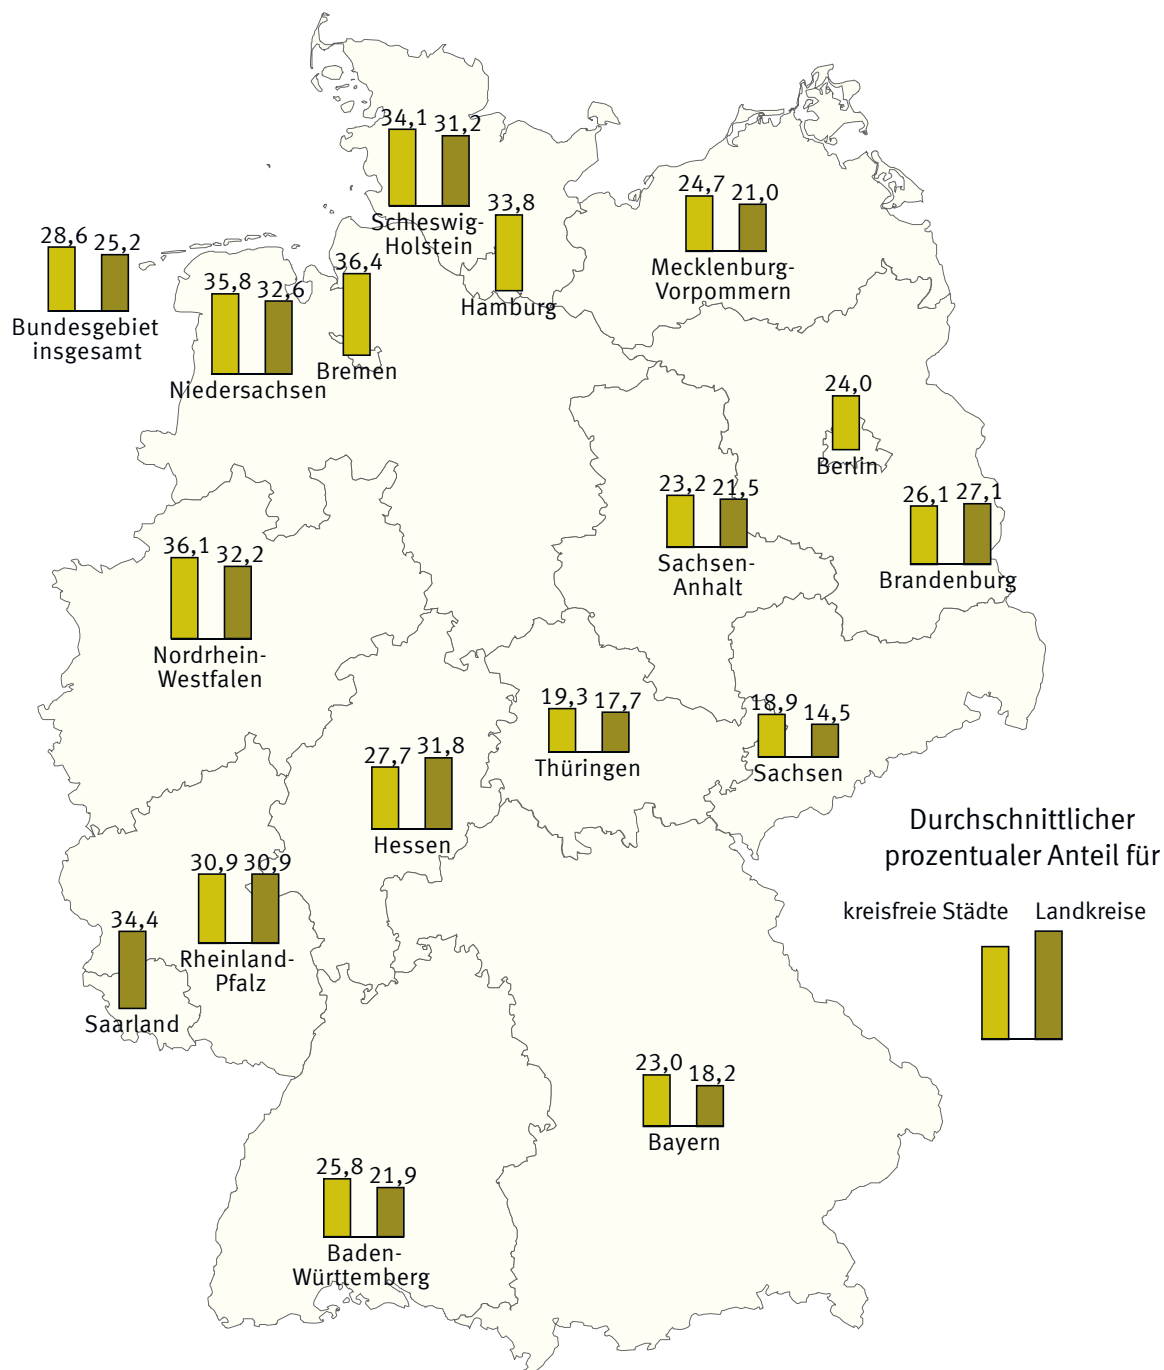 34,1 31,2
Schleswig-
Holstein
33,8
Hamburg
24,7 21,0
Mecklenburg-
Vorpommern
28,6 25,2
Bundesgebiet
insgesamt
35,8 32,6
Niedersachsen
36,4
Bremen
24,0
Berlin
23,2 21,5
Sachsen-
Anhalt
26,1 27,1
Brandenburg
36,1 32,2
Nordrhein-
Westfalen
19,3 17,7
Thüringen
18,9 14,5
Sachsen
27,7 31,8
Hessen
Durchschnittlicher
prozentualer Anteil für
kreisfreie Städte Landkreise
30,9 30,9
Rheinland-
Pfalz
34,4
Saarland
23,0 18,2
Bayern
25,8 21,9
Baden-
Württemberg